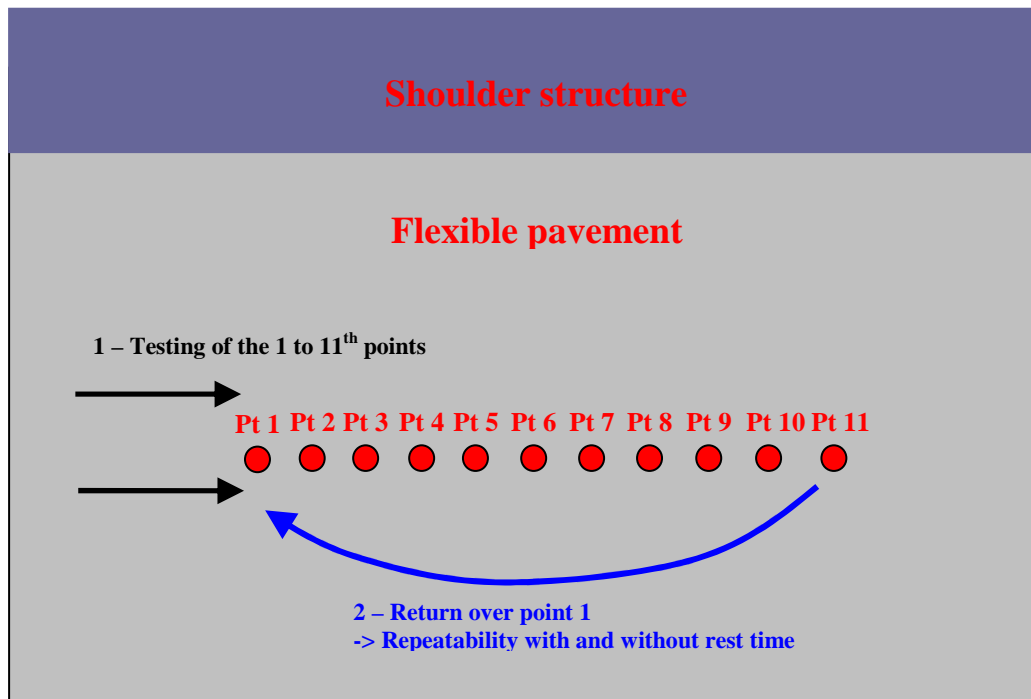 Shoulder structure
Flexible pavement
1 – Testing of the 1 to 11th points
Pt 1 Pt 2 Pt 3 Pt 4 Pt 5 Pt 6 Pt 7 Pt 8 Pt 9 Pt 10 Pt 11
2 – Return over point 1
-> Repeatability with and without rest time